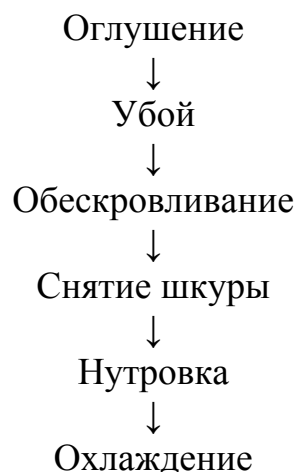 Оглушение
↓
Убой
↓
Обескровливание
↓
Снятие шкуры
↓
Нутровка
↓
Охлаждение